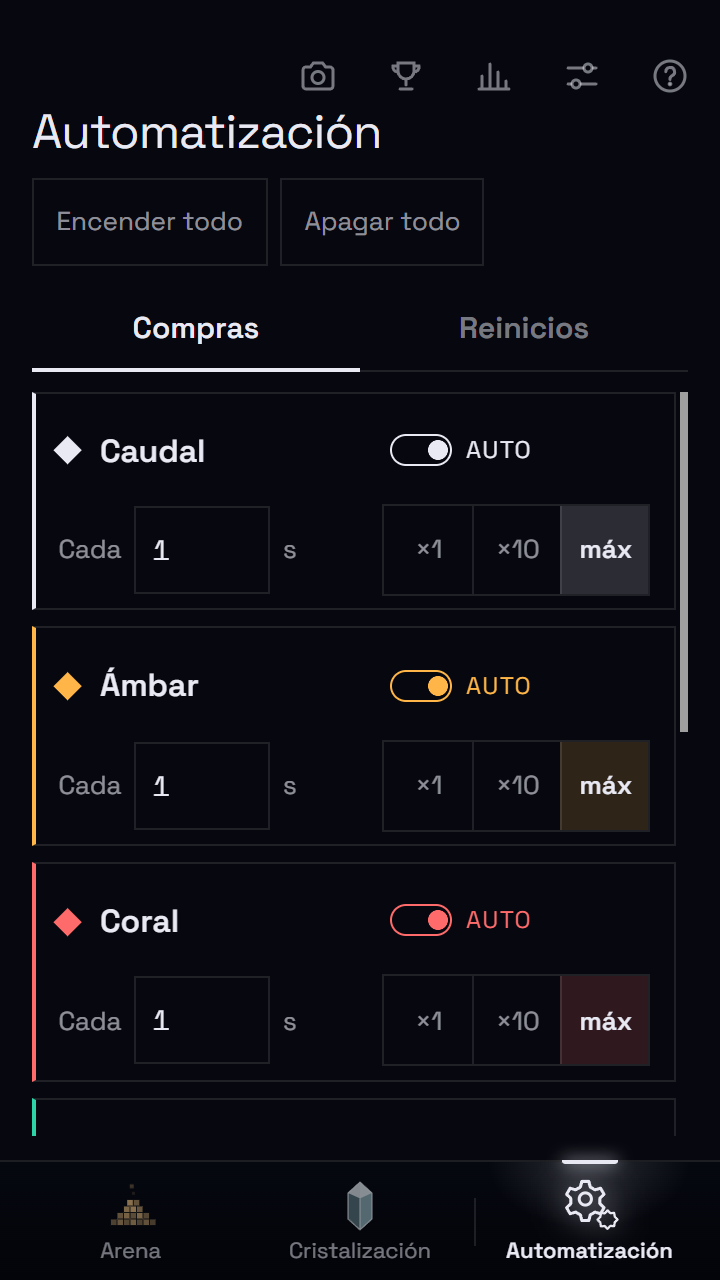 Automatización
Encender todo Apagar todo
Compras Reinicios
Caudal AUTO
Cada 1 s ×1 ×10 máx
Ámbar AUTO
Cada 1 s ×1 ×10 máx
Coral AUTO
Cada 1 s ×1 ×10 máx
Arena Cristalización Automatización